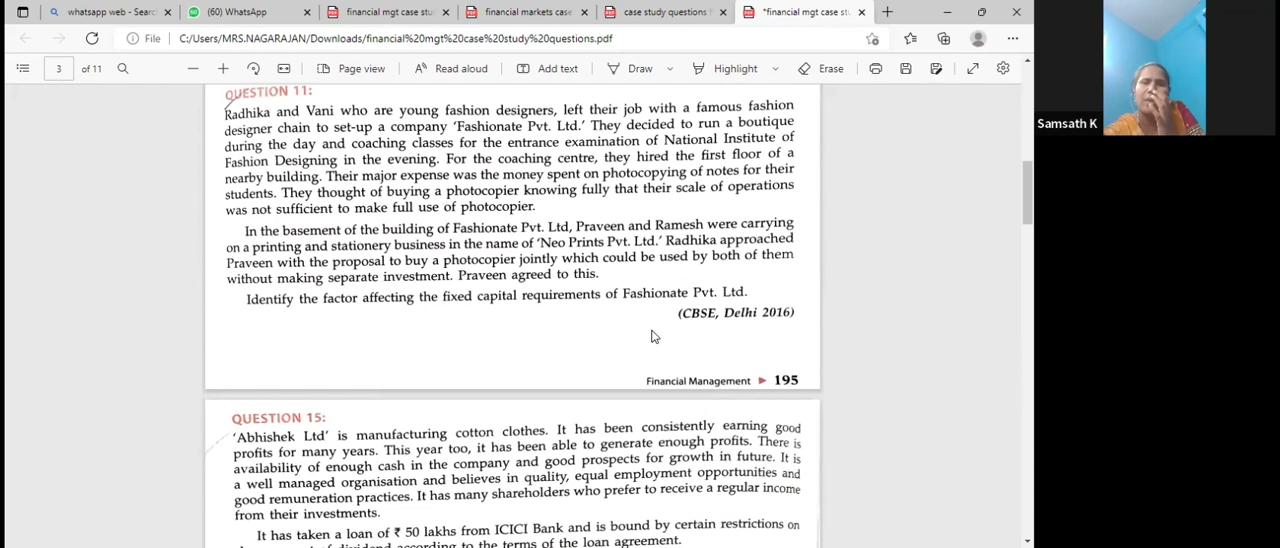 whatsapp web - Searc
(60) WhatsApp
financial mgt case stu
financial markets case
case study questions f
*financial mgt case stu
File
C:/Users/MRS.NAGARAJAN/Downloads/financial%20mgt%20case%20study%20questions.pdf
3 of 11
Page view
Read aloud
Add text
Draw
Highlight
Erase
Samsath K
QUESTION 11:
Radhika and Vani who are young fashion designers, left their job with a famous fashion
designer chain to set-up a company 'Fashionate Pvt. Ltd.' They decided to run a boutique
during the day and coaching classes for the entrance examination of National Institute of
Fashion Designing in the evening. For the coaching centre, they hired the first floor of a
nearby building. Their major expense was the money spent on photocopying of notes for their
students. They thought of buying a photocopier knowing fully that their scale of operations
was not sufficient to make full use of photocopier.
In the basement of the building of Fashionate Pvt. Ltd, Praveen and Ramesh were carrying
on a printing and stationery business in the name of 'Neo Prints Pvt. Ltd.' Radhika approached
Praveen with the proposal to buy a photocopier jointly which could be used by both of them
without making separate investment. Praveen agreed to this.
Identify the factor affecting the fixed capital requirements of Fashionate Pvt. Ltd.
(CBSE, Delhi 2016)
Financial Management ► 195
QUESTION 15:
'Abhishek Ltd' is manufacturing cotton clothes. It has been consistently earning good
profits for many years. This year too, it has been able to generate enough profits. There is
availability of enough cash in the company and good prospects for growth in future. It is
a well managed organisation and believes in quality, equal employment opportunities and
good remuneration practices. It has many shareholders who prefer to receive a regular income
from their investments.
It has taken a loan of ₹ 50 lakhs from ICICI Bank and is bound by certain restrictions on
of dividend according to the terms of the loan agreement.